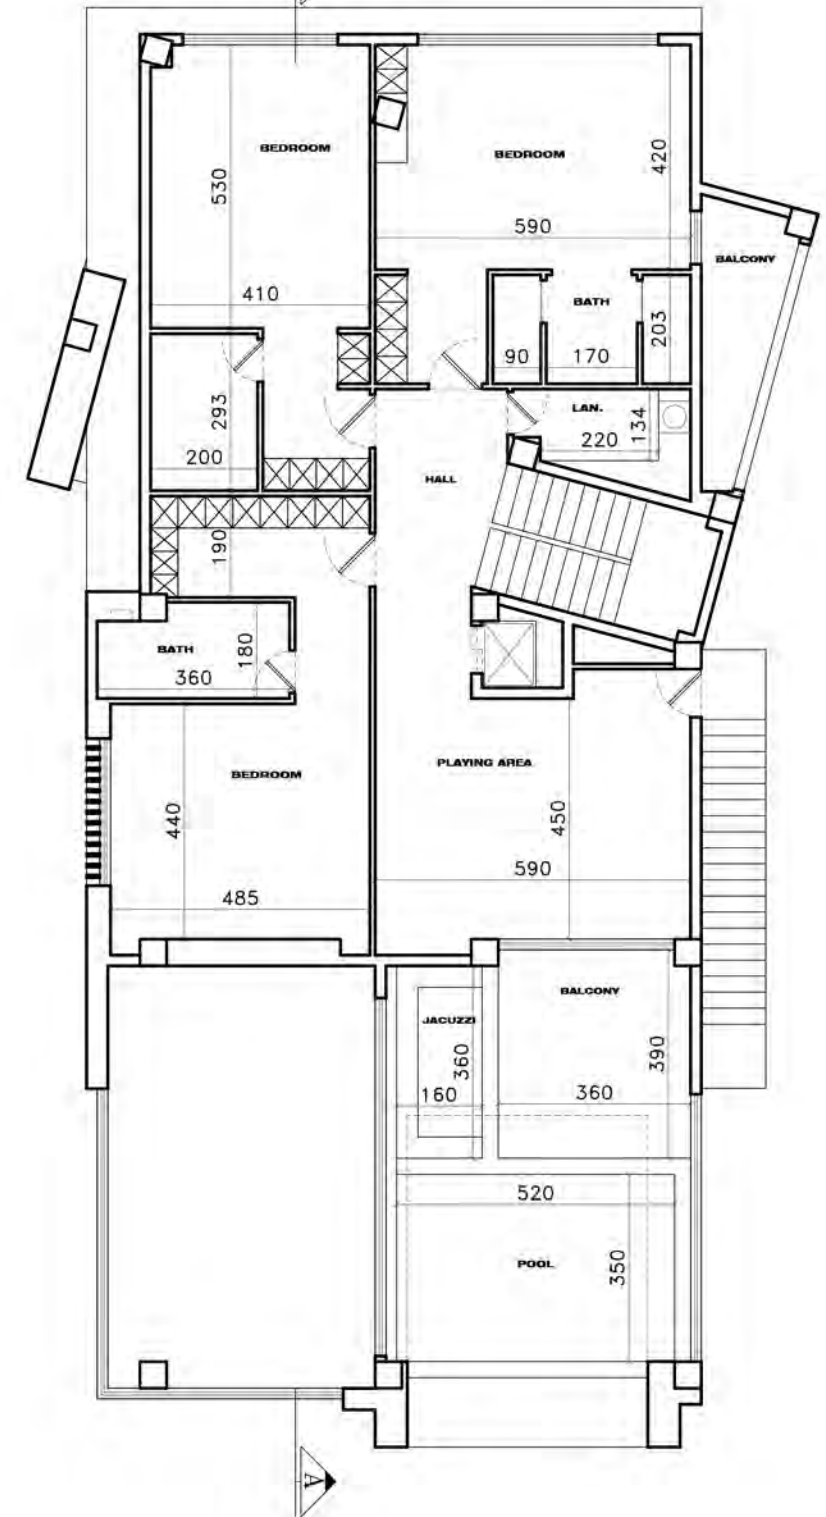 BEDROOM
BEDROOM
530
420
590
BALCONY
410
BATH
203
90
170
LAN.
293
134
220
200
HALL
190
BATH
180
360
PLAYING AREA
BEDROOM
440
450
590
485
BALCONY
JACUZZI
360
390
160
360
520
POOL
350
A